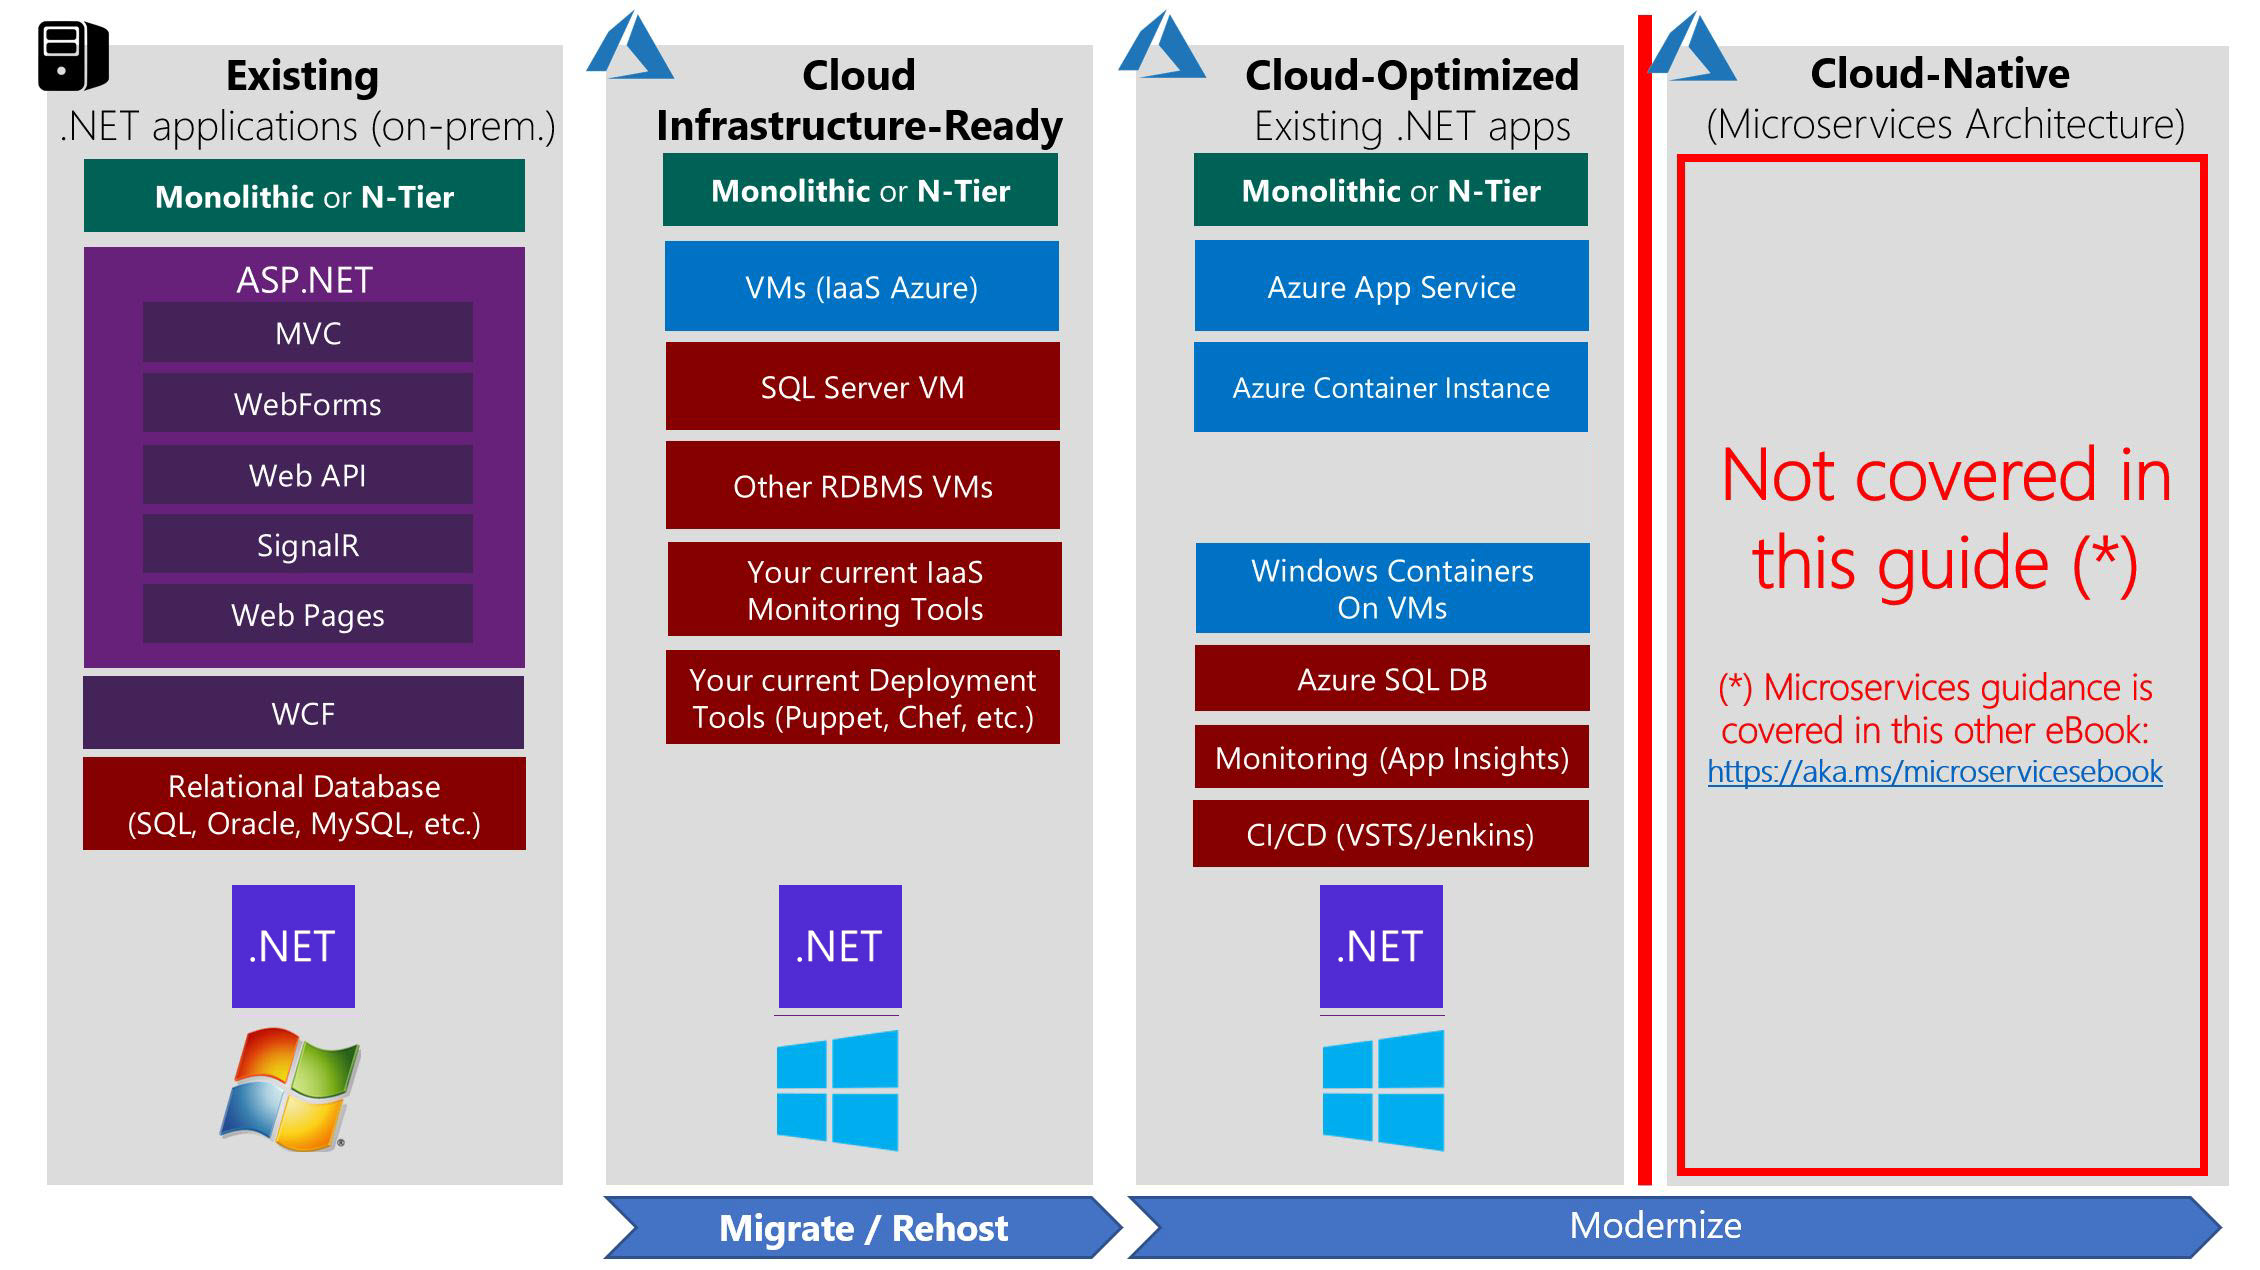 Existing
.NET applications (on-prem.)
Monolithic or N-Tier
ASP.NET
MVC
WebForms
Web API
SignalR
Web Pages
WCF
Relational Database
(SQL, Oracle, MySQL, etc.)
.NET
®
Cloud
Infrastructure-Ready
Monolithic or N-Tier
VMs (IaaS Azure)
SQL Server VM
Other RDBMS VMs
Your current IaaS
Monitoring Tools
Your current Deployment
Tools (Puppet, Chef, etc.)
.NET
Cloud-Optimized
Existing .NET apps
Monolithic or N-Tier
Azure App Service
Azure Container Instance
Windows Containers
On VMs
Azure SQL DB
Monitoring (App Insights)
CI/CD (VSTS/Jenkins)
.NET
Cloud-Native
(Microservices Architecture)
Not covered in
this guide (*)
(*) Microservices guidance is
covered in this other eBook:
https://aka.ms/microservicesebook
Migrate / Rehost
Modernize